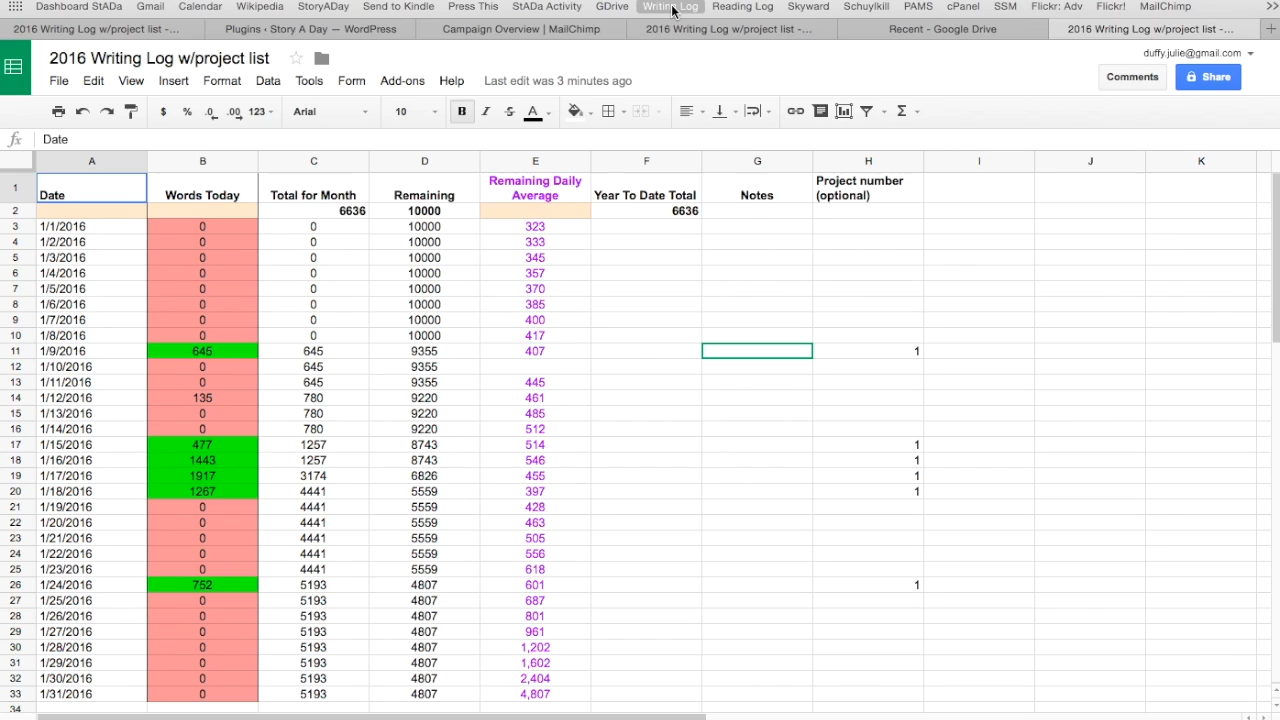 Dashboard StADa Gmail Calendar Wikipedia StoryADay Send to Kindle Press This StADa Activity GDrive Writing Log Reading Log Skyward Schuylkill PAMS cPanel SSM Flickr: Adv Flickr! MailChimp >>
2016 Writing Log w/project list -... Plugins ‹ Story A Day — WordPress Campaign Overview | MailChimp 2016 Writing Log w/project list -... Recent - Google Drive 2016 Writing Log w/project list -... +
duffy.julie@gmail.com
2016 Writing Log w/project list
File Edit View Insert Format Data Tools Form Add-ons Help Last edit was 3 minutes ago
Comments Share
$ % .0 .00 123 Arial 10 B I S A Σ
fx Date
A B C D E F G H I J K
1 Date Words Today Total for Month Remaining Remaining Daily Average Year To Date Total Notes Project number (optional)
2 6636 10000 6636
3 1/1/2016 0 0 10000 323
4 1/2/2016 0 0 10000 333
5 1/3/2016 0 0 10000 345
6 1/4/2016 0 0 10000 357
7 1/5/2016 0 0 10000 370
8 1/6/2016 0 0 10000 385
9 1/7/2016 0 0 10000 400
10 1/8/2016 0 0 10000 417
11 1/9/2016 645 645 9355 407 1
12 1/10/2016 0 645 9355
13 1/11/2016 0 645 9355 445
14 1/12/2016 135 780 9220 461
15 1/13/2016 0 780 9220 485
16 1/14/2016 0 780 9220 512
17 1/15/2016 477 1257 8743 514 1
18 1/16/2016 1443 1257 8743 546 1
19 1/17/2016 1917 3174 6826 455 1
20 1/18/2016 1267 4441 5559 397 1
21 1/19/2016 0 4441 5559 428
22 1/20/2016 0 4441 5559 463
23 1/21/2016 0 4441 5559 505
24 1/22/2016 0 4441 5559 556
25 1/23/2016 0 4441 5559 618
26 1/24/2016 752 5193 4807 601 1
27 1/25/2016 0 5193 4807 687
28 1/26/2016 0 5193 4807 801
29 1/27/2016 0 5193 4807 961
30 1/28/2016 0 5193 4807 1,202
31 1/29/2016 0 5193 4807 1,602
32 1/30/2016 0 5193 4807 2,404
33 1/31/2016 0 5193 4807 4,807
34